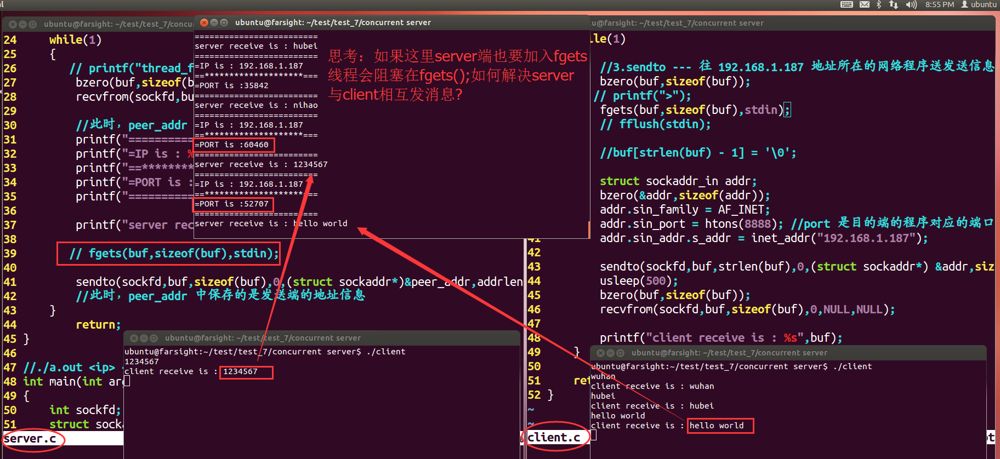 al
8:55 PM
ubuntu
ubuntu@farsight: ~/test/test_7/concu
24 while(1)
25 {
26 // printf("thread_f
27 bzero(buf,sizeof(b
28 recvfrom(sockfd,bu
29
30 //此时，peer_addr
31 printf("===========
32 printf("=IP is : %
33 printf("==*********
34 printf("=PORT is :
35 printf("===========
36
37 printf("server rec
38
39 // fgets(buf,sizeof(buf),stdin);
40
41 sendto(sockfd,buf,sizeof(buf),0,(struct sockaddr*)&peer_addr,addrlen
42 //此时，peer_addr 中保存的是发送端的地址信息
43 }
44 return;
45 }
46
47 //./a.out <ip>
48 int main(int ar
49 {
50 int sockfd;
51 struct socka
server.c
ubuntu@farsight: ~/test/test_7/concurrent server
=========================
server receive is : hubei
=========================
=IP is : 192.168.1.187
==********************===
=PORT is :35842
=========================
server receive is : nihao
=========================
=IP is : 192.168.1.187
==********************===
=PORT is :60460
=========================
server receive is : 1234567
=========================
=IP is : 192.168.1.187
==********************===
=PORT is :52707
=========================
server receive is : hello world
思考：如果这里server端也要加入fgets
线程会阻塞在fgets();如何解决server
与client相互发消息?
tu@farsight: ~/test/test_7/concurrent server
ile(1)
//3.sendto --- 往 192.168.1.187 地址所在的网络程序送发送信息
bzero(buf,sizeof(buf));
// printf(">");
fgets(buf,sizeof(buf),stdin);
// fflush(stdin);
//buf[strlen(buf) - 1] = '\0';
struct sockaddr_in addr;
bzero(&addr,sizeof(addr));
addr.sin_family = AF_INET;
addr.sin_port = htons(8888); //port 是目的端的程序对应的端口
41 addr.sin_addr.s_addr = inet_addr("192.168.1.187");
42
43 sendto(sockfd,buf,strlen(buf),0,(struct sockaddr*) &addr,siz
44 usleep(500);
45 bzero(buf,sizeof(buf));
46 recvfrom(sockfd,buf,sizeof(buf),0,NULL,NULL);
47
48 printf("client receive is : %s",buf);
49 }
50
51 ret
52 }
~
~
client.c
ot
ubuntu@farsight: ~/test/test_7/concurrent server
ubuntu@farsight:~/test/test_7/concurrent server$ ./client
1234567
client receive is : 1234567
ubuntu@farsight: ~/test/test_7/concurrent server
ubuntu@farsight:~/test/test_7/concurrent server$ ./client
wuhan
client receive is : wuhan
hubei
client receive is : hubei
hello world
client receive is : hello world